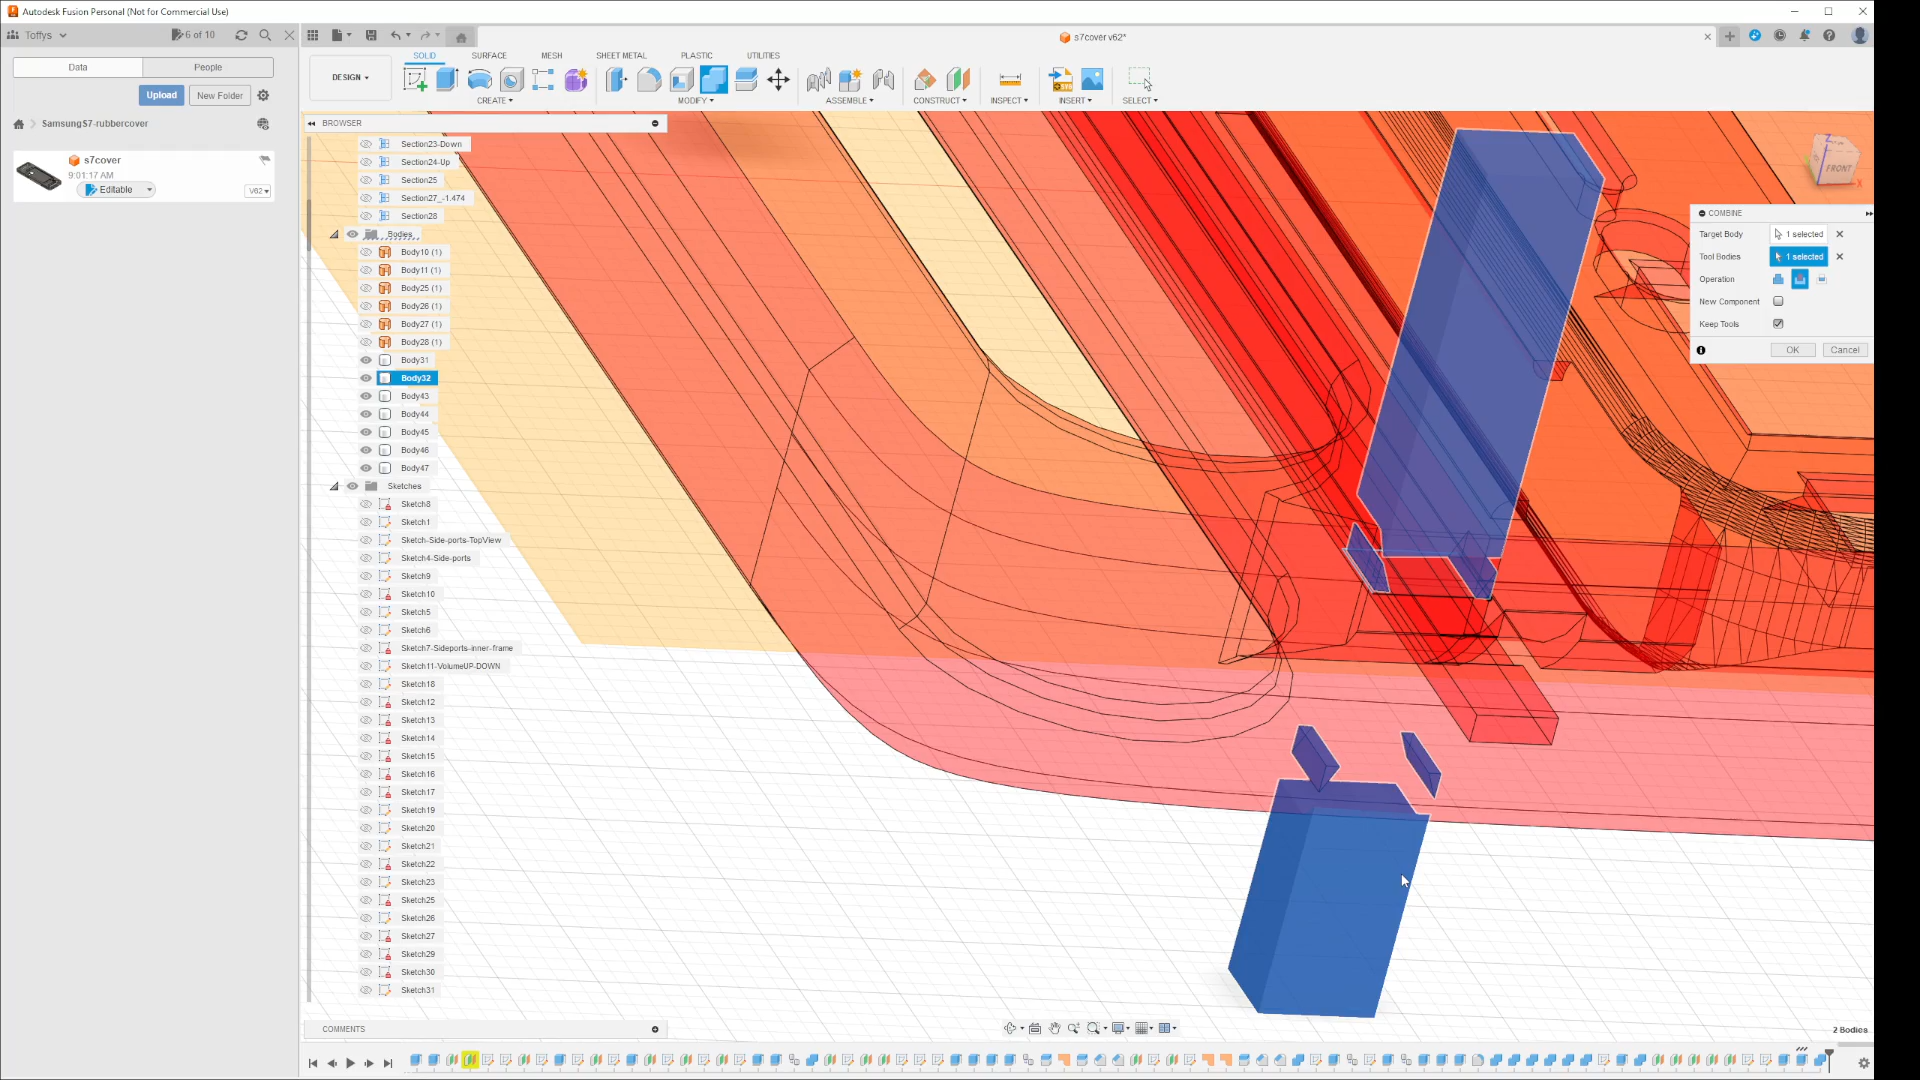 Autodesk Fusion Personal (Not for Commercial Use)
Toffys
6 of 10
s7cover v62*
Data
People
Upload
New Folder
SamsungS7-rubbercover
s7cover
9:01:17 AM
Editable
V62
DESIGN
SOLID
SURFACE
MESH
SHEET METAL
PLASTIC
UTILITIES
CREATE
MODIFY
ASSEMBLE
CONSTRUCT
INSPECT
INSERT
SELECT
BROWSER
Section23-Down
Section24-Up
Section25
Section27_-1.474
Section28
Bodies
Body10 (1)
Body11 (1)
Body25 (1)
Body26 (1)
Body27 (1)
Body28 (1)
Body31
Body32
Body43
Body44
Body45
Body46
Body47
Sketches
Sketch8
Sketch1
Sketch-Side-ports-TopView
Sketch4-Side-ports
Sketch9
Sketch10
Sketch5
Sketch6
Sketch7-Sideports-inner-frame
Sketch11-VolumeUP-DOWN
Sketch18
Sketch12
Sketch13
Sketch14
Sketch15
Sketch16
Sketch17
Sketch19
Sketch20
Sketch21
Sketch22
Sketch23
Sketch25
Sketch26
Sketch27
Sketch29
Sketch30
Sketch31
COMMENTS
Z
FRONT
X
COMBINE
Target Body
1 selected
Tool Bodies
1 selected
Operation
New Component
Keep Tools
OK
Cancel
2 Bodies